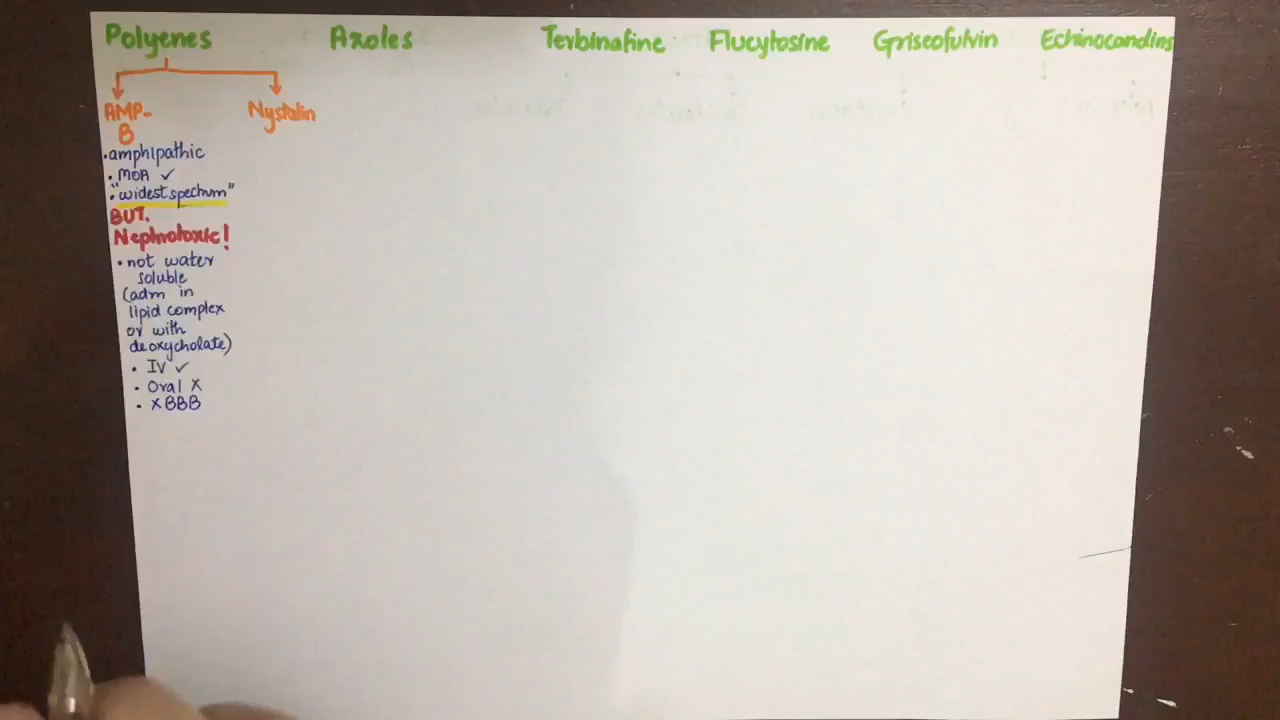 Polyenes Azoles Terbinafine Flucytosine Griseofulvin Echinocandins
AMP- Nystatin
B
•amphipathic
• MOA ✓
• "widest spectrum"
BUT,
Nephrotoxic!
• not water
soluble
(adm in
lipid complex
or with
deoxycholate)
• IV ✓
• Oral X
• X BBB